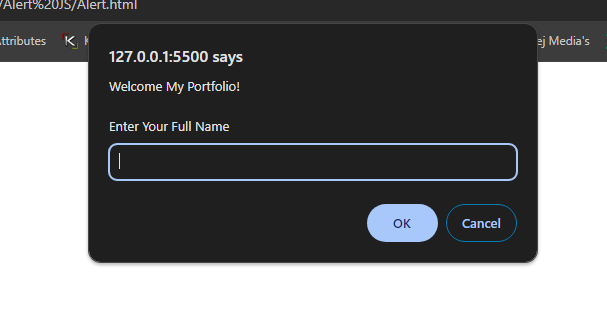 /Alert%20JS/Alert.html
ttributes
ej Media's
127.0.0.1:5500 says
Welcome My Portfolio!
Enter Your Full Name
OK
Cancel